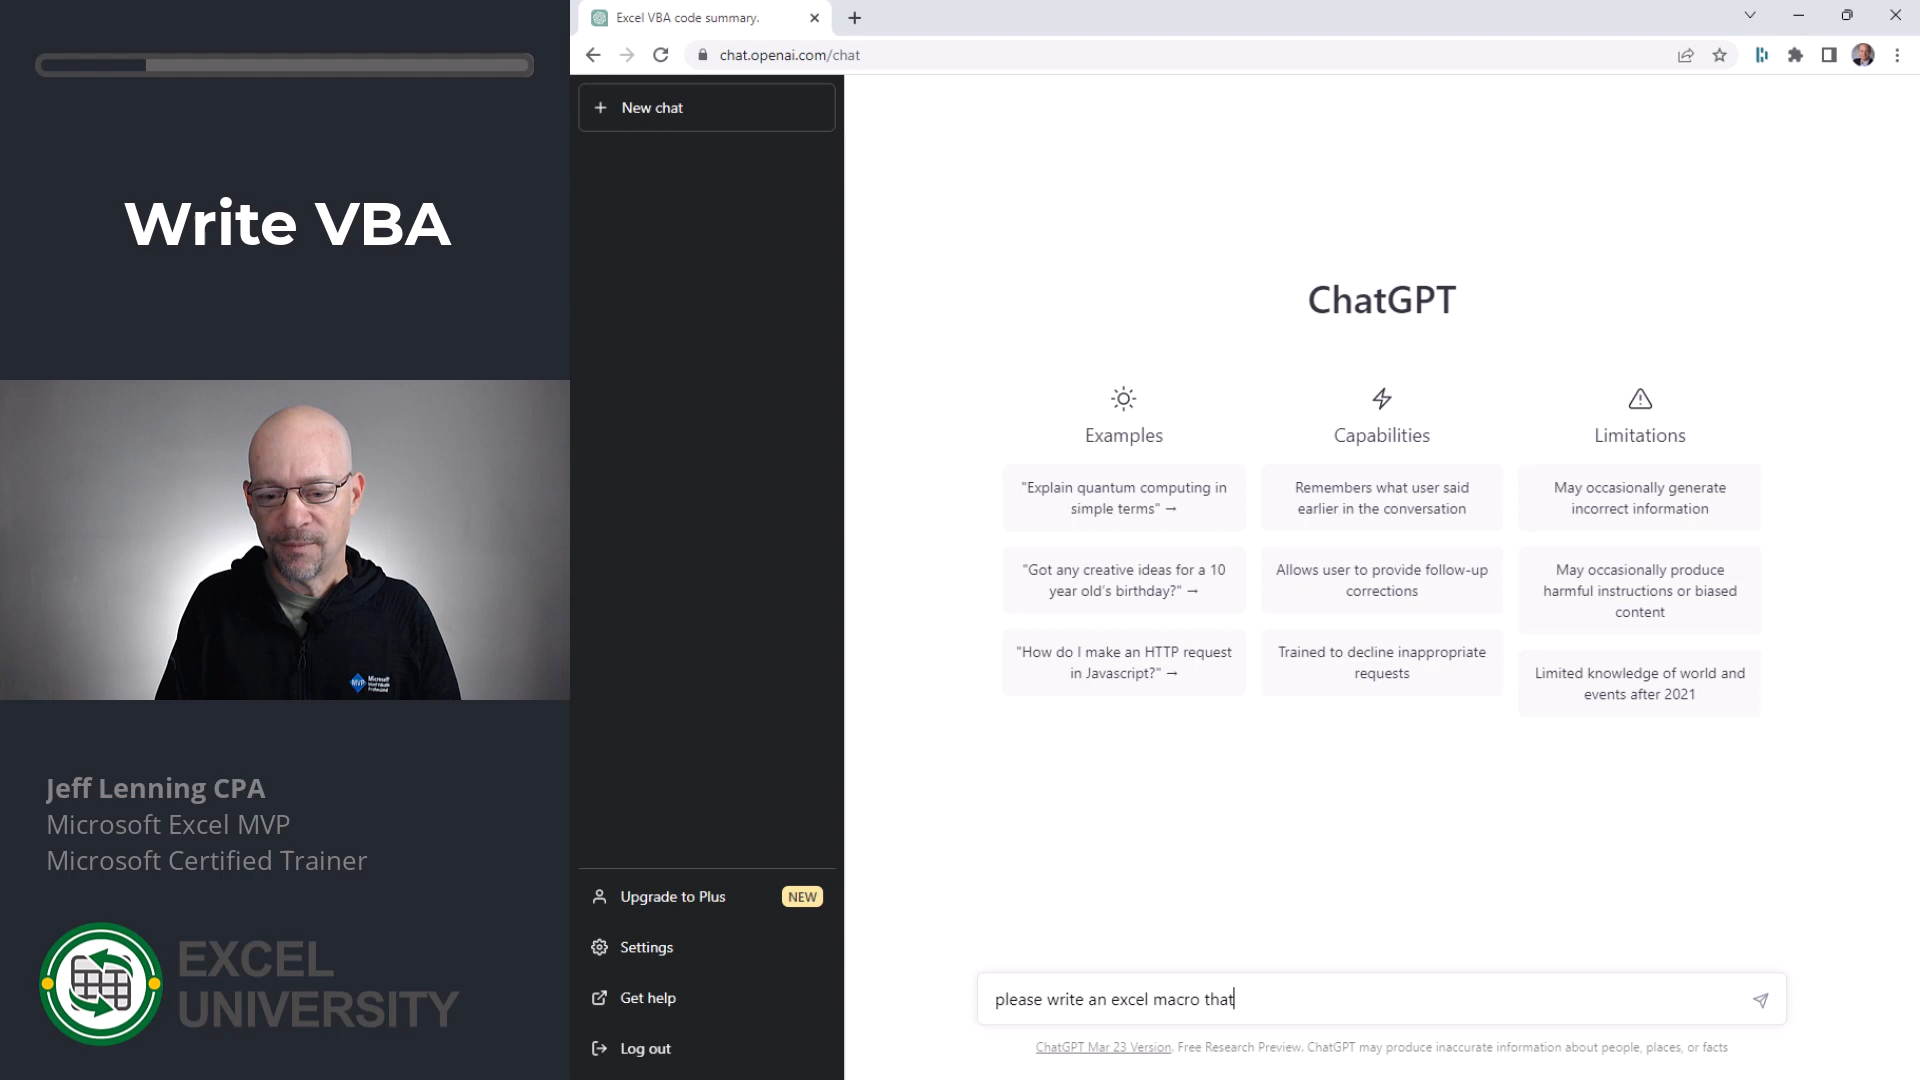 Write VBA
Jeff Lenning CPA
Microsoft Excel MVP
Microsoft Certified Trainer
EXCEL
UNIVERSITY
MVP
Microsoft
Excel VBA code summary.
chat.openai.com/chat
New chat
Upgrade to Plus
NEW
Settings
Get help
Log out
ChatGPT
Examples
"Explain quantum computing in
simple terms" →
"Got any creative ideas for a 10
year old's birthday?" →
"How do I make an HTTP request
in Javascript?" →
Capabilities
Remembers what user said
earlier in the conversation
Allows user to provide follow-up
corrections
Trained to decline inappropriate
requests
Limitations
May occasionally generate
incorrect information
May occasionally produce
harmful instructions or biased
content
Limited knowledge of world and
events after 2021
please write an excel macro that
ChatGPT Mar 23 Version. Free Research Preview. ChatGPT may produce inaccurate information about people, places, or facts